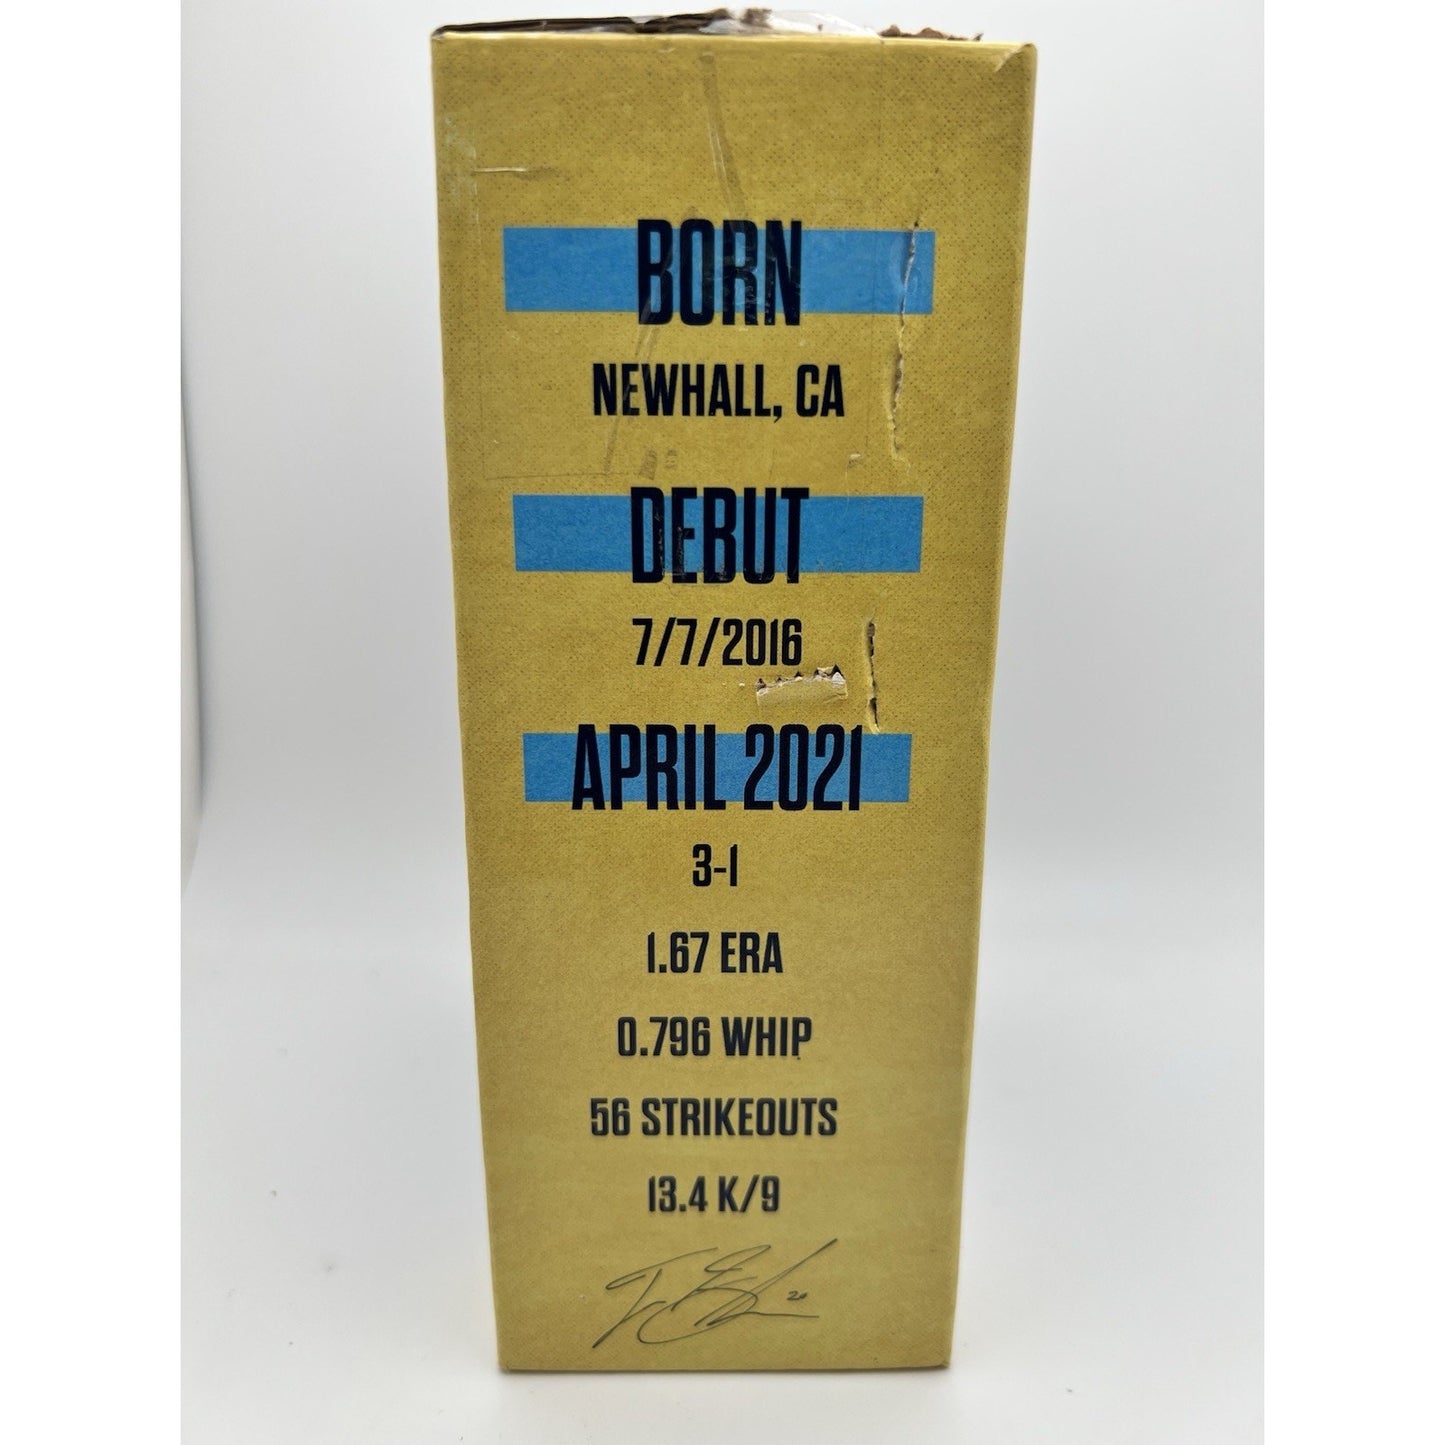 BORN
NEWHALL, CA
DEBUT
7/7/2016
APRIL 2021
3-1
1.67 ERA
0.796 WHIP
56 STRIKEOUTS
13.4 K/9
20